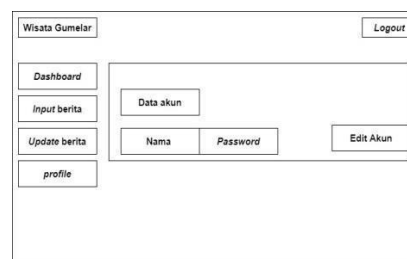 Wisata Gumelar
Logout
Dashboard
Input berita
Update berita
profile
Data akun
Nama
Password
Edit Akun